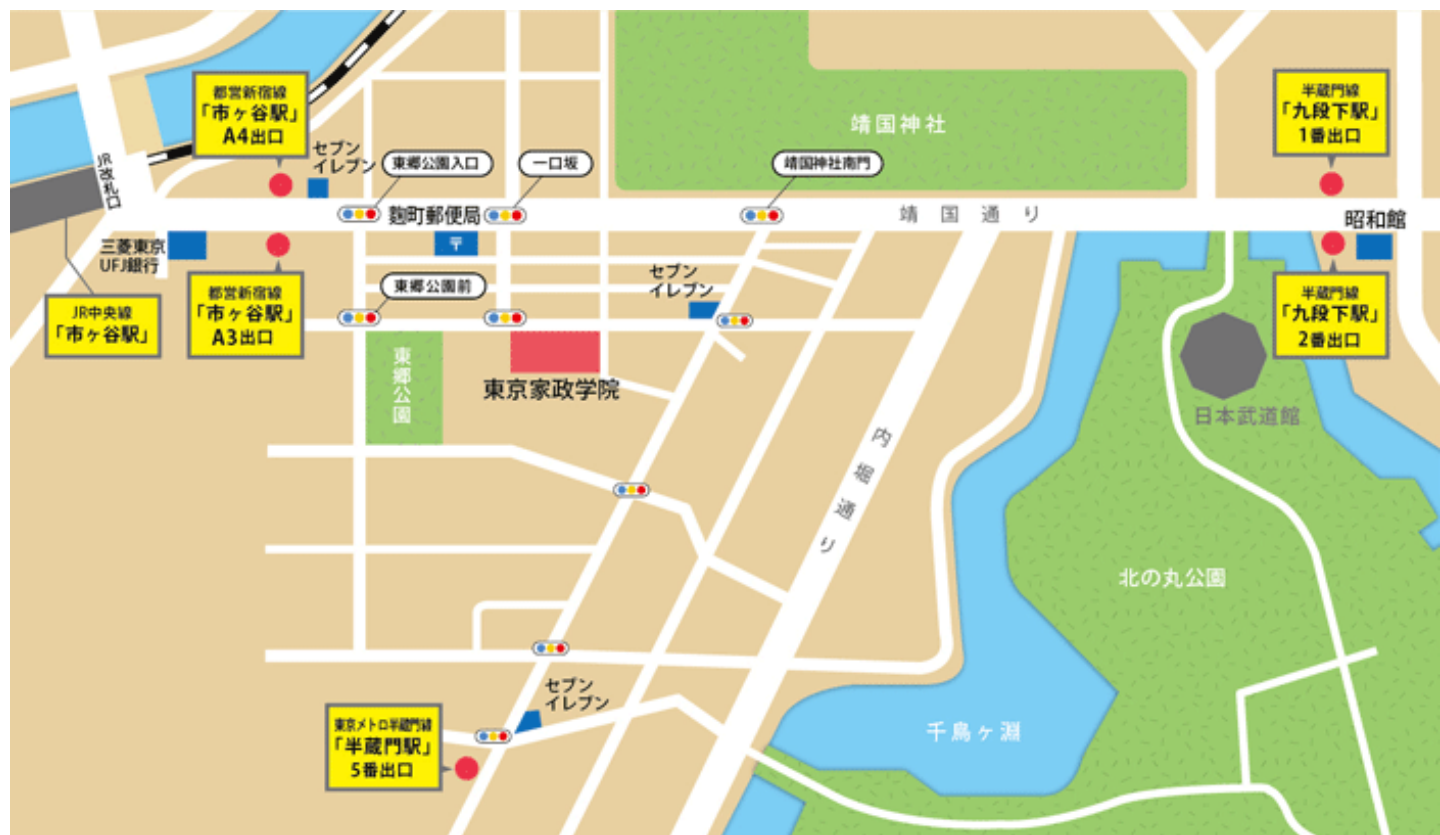 都営新宿線
「市ヶ谷駅」
A4出口
セブン
イレブン
東郷公園入口
一口坂
靖国神社
靖国神社南門
半蔵門線
「九段下駅」
1番出口
JR改札口
麹町郵便局
〒
靖国通り
昭和館
三菱東京
UFJ銀行
JR中央線
「市ヶ谷駅」
都営新宿線
「市ヶ谷駅」
A3出口
東郷公園前
セブン
イレブン
半蔵門線
「九段下駅」
2番出口
東郷公園
東京家政学院
日本武道館
内堀通り
北の丸公園
セブン
イレブン
東京メトロ半蔵門線
「半蔵門駅」
5番出口
千鳥ヶ淵